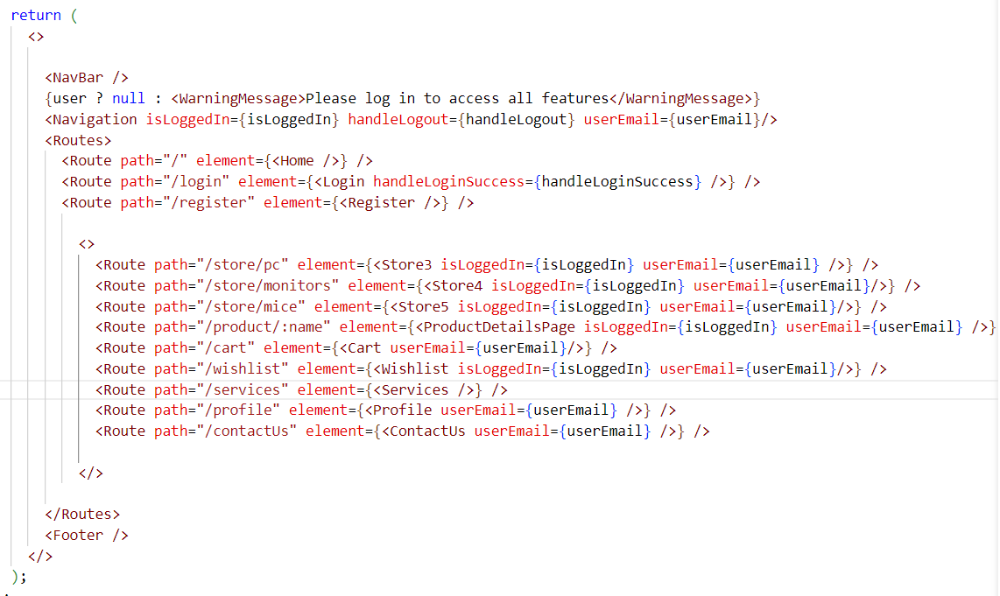 return (
<>
<NavBar />
{user ? null : <WarningMessage>Please log in to access all features</WarningMessage>}
<Navigation isLoggedIn={isLoggedIn} handleLogout={handleLogout} userEmail={userEmail}/>
<Routes>
<Route path="/" element={<Home />} />
<Route path="/login" element={<Login handleLoginSuccess={handleLoginSuccess} />} />
<Route path="/register" element={<Register />} />
<>
<Route path="/store/pc" element={<Store3 isLoggedIn={isLoggedIn} userEmail={userEmail} />} />
<Route path="/store/monitors" element={<Store4 isLoggedIn={isLoggedIn} userEmail={userEmail}/>} />
<Route path="/store/mice" element={<Store5 isLoggedIn={isLoggedIn} userEmail={userEmail}/>} />
<Route path="/product/:name" element={<ProductDetailsPage isLoggedIn={isLoggedIn} userEmail={userEmail} />}
<Route path="/cart" element={<Cart userEmail={userEmail}/>} />
<Route path="/wishlist" element={<Wishlist isLoggedIn={isLoggedIn} userEmail={userEmail}/>} />
<Route path="/services" element={<Services />} />
<Route path="/profile" element={<Profile userEmail={userEmail} />} />
<Route path="/contactUs" element={<ContactUs userEmail={userEmail} />} />
</>
</Routes>
<Footer />
</>
);